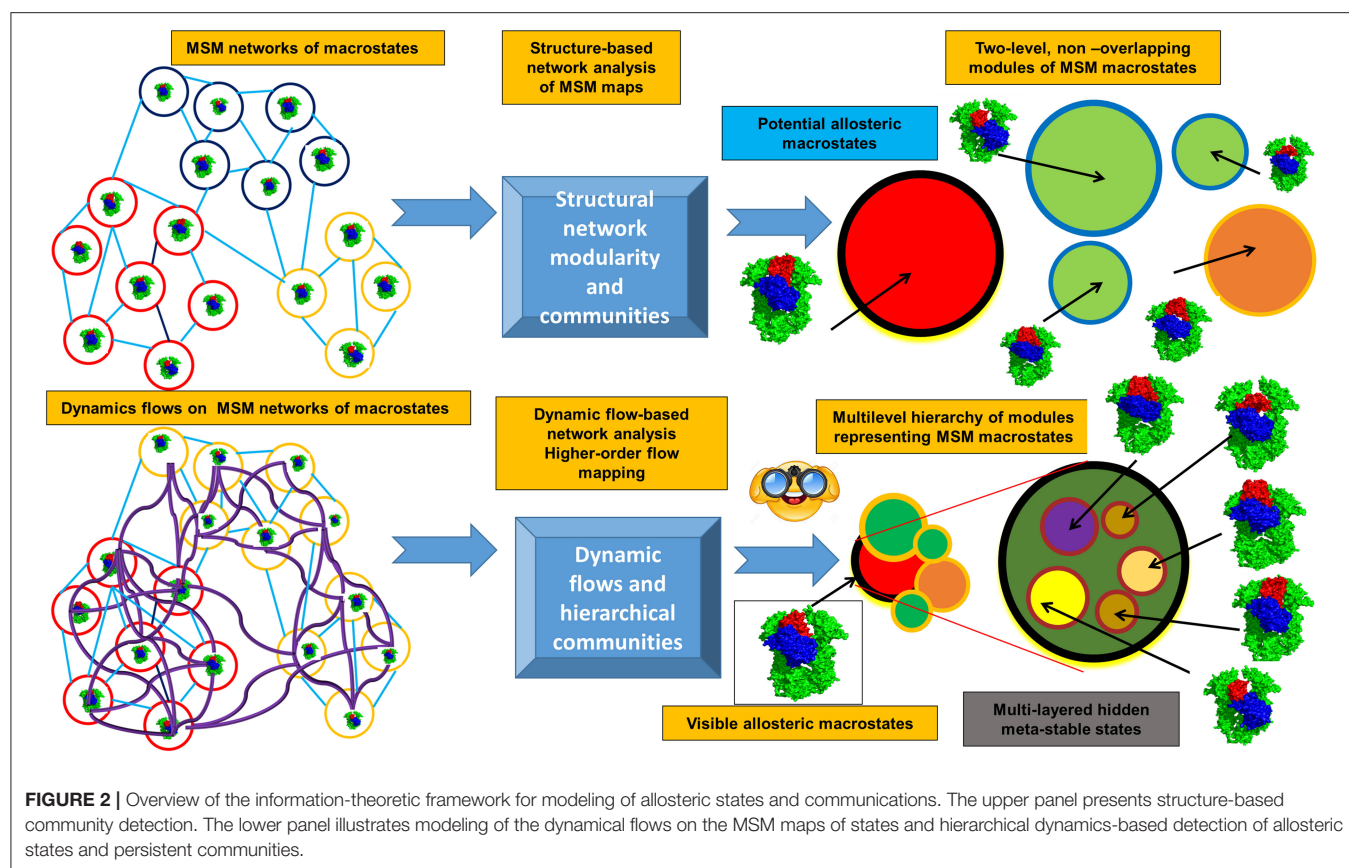 MSM networks of macrostates
Structure-based
network analysis
of MSM maps
Two-level, non –overlapping
modules of MSM macrostates
Potential allosteric
macrostates
Structural
network
modularity
and
communities
Dynamics flows on MSM networks of macrostates
Dynamic flow-based
network analysis
Higher-order flow
mapping
Multilevel hierarchy of modules
representing MSM macrostates
Dynamic
flows and
hierarchical
communities
Visible allosteric macrostates
Multi-layered hidden
meta-stable states
FIGURE 2 | Overview of the information-theoretic framework for modeling of allosteric states and communications. The upper panel presents structure-based
community detection. The lower panel illustrates modeling of the dynamical flows on the MSM maps of states and hierarchical dynamics-based detection of allosteric
states and persistent communities.